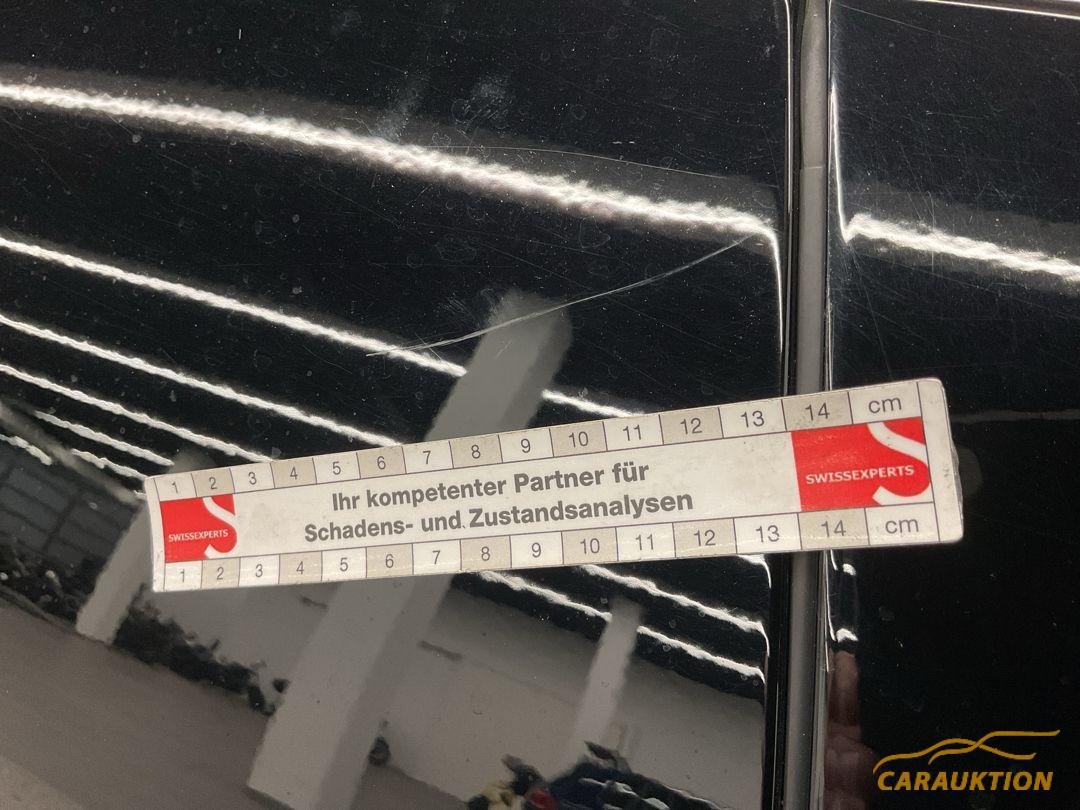 1 2 3 4 5 6 7 8 9 10 11 12 13 14 cm
Ihr kompetenter Partner für
Schadens- und Zustandsanalysen
SWISSEXPERTS
SWISSEXPERTS
1 2 3 4 5 6 7 8 9 10 11 12 13 14 cm
CARAUKTION